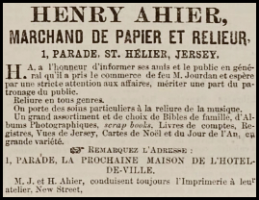 HENRY AHIER,
MARCHAND DE PAPIER ET RELIEUR,
1, PARADE. ST. HÉLIER, JERSEY.
H. A. a l'honneur d'informer ses amis et le public en géné-
ral qu'il a pris le commerce de feu M. Jourdan et espère
par une stricte attention aux affaires, mériter une part du pa-
tronage du public.
Reliure en tous genres.
On porte des soins particuliers à la reliure de la musique.
Un grand assortiment et choix de Bibles de famille, d'Al-
bums Photographiques, scrap books. Livres de comptes, Re-
gistres, Vues de Jersey, Cartes de Noël et du Jour de l'An, en
grande variété.
☞ REMARQUEZ L'ADRESSE :
1, PARADE, LA PROCHAINE MAISON DE L'HOTEL-
DE-VILLE.
M. J. et H. Ahier, conduisent toujours l'Imprimerie à leur
atelier. New Street,